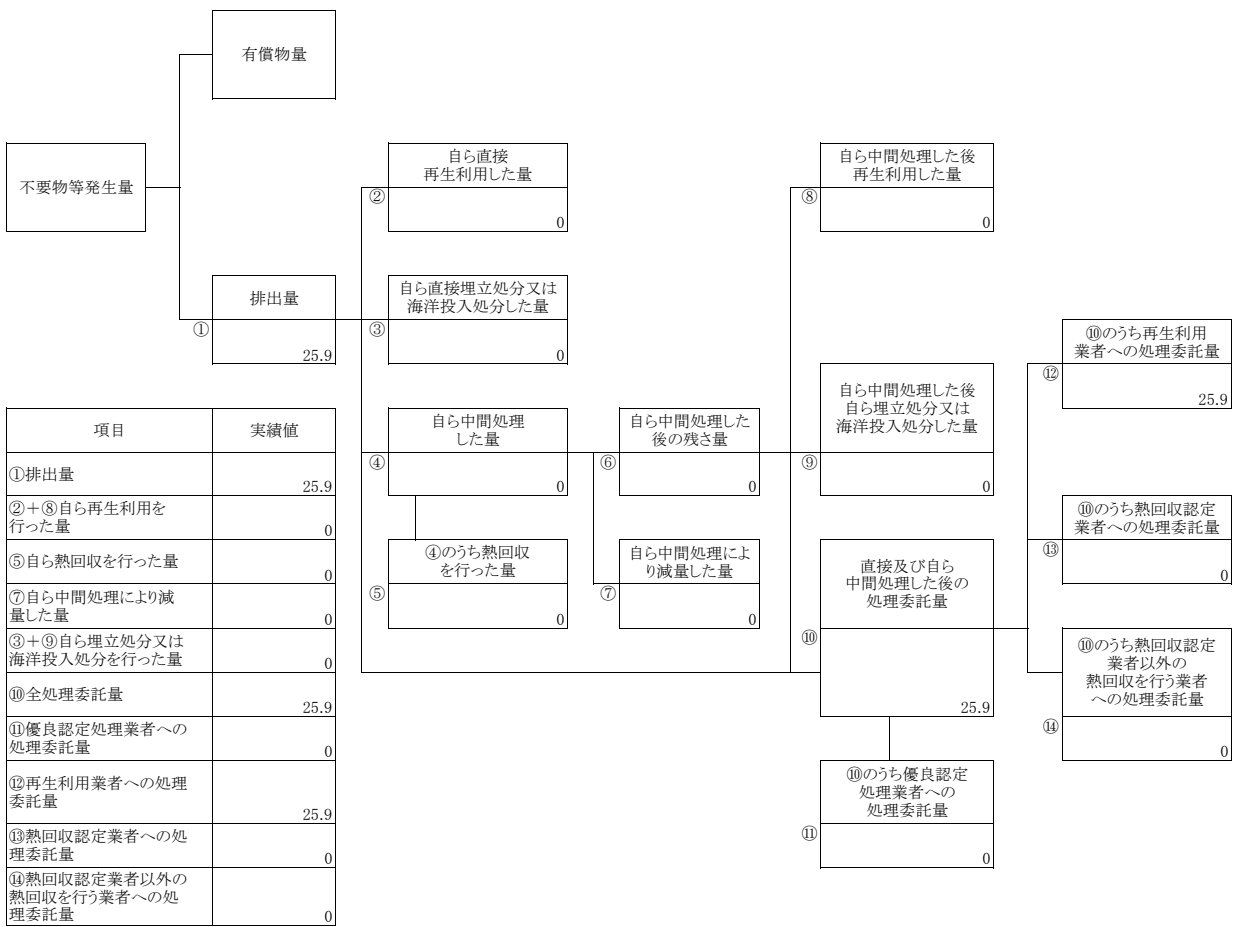 有償物量
不要物等発生量
自ら直接
再生利用した量
②
0
自ら中間処理した後
再生利用した量
⑧
0
排出量
①
25.9
自ら直接埋立処分又は
海洋投入処分した量
③
0
⑩のうち再生利用
業者への処理委託量
⑫
25.9
自ら中間処理
した量
④
0
自ら中間処理した
後の残さ量
⑥
0
自ら中間処理した後
自ら埋立処分又は
海洋投入処分した量
⑨
0
⑩のうち熱回収認定
業者への処理委託量
⑬
0
④のうち熱回収
を行った量
⑤
0
自ら中間処理によ
り減量した量
⑦
0
直接及び自ら
中間処理した後の
処理委託量
⑩
25.9
⑩のうち熱回収認定
業者以外の
熱回収を行う業者
への処理委託量
⑭
0
⑩のうち優良認定
処理業者への
処理委託量
⑪
0
項目 実績値
①排出量 25.9
②+⑧自ら再生利用を
行った量 0
⑤自ら熱回収を行った量 0
⑦自ら中間処理により減
量した量 0
③+⑨自ら埋立処分又は
海洋投入処分を行った量 0
⑩全処理委託量 25.9
⑪優良認定処理業者への
処理委託量 0
⑫再生利用業者への処理
委託量 25.9
⑬熱回収認定業者への処
理委託量 0
⑭熱回収認定業者以外の
熱回収を行う業者への処
理委託量 0